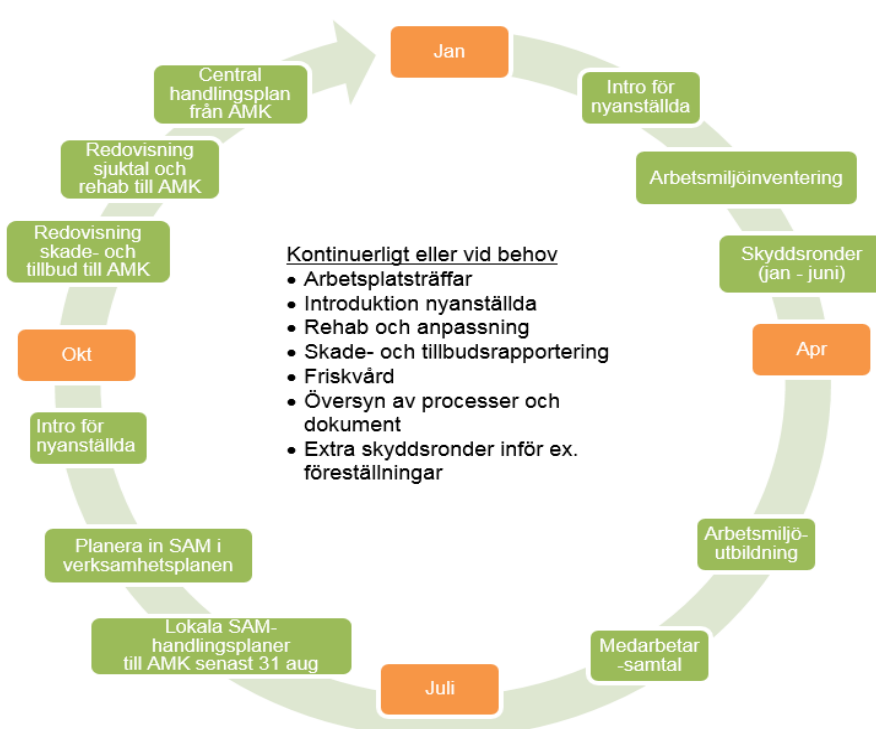 Jan
Intro för
nyanställda
Arbetsmiljöinventering
Skyddsronder
(jan - juni)
Apr
Arbetsmiljö-
utbildning
Medarbetar
-samtal
Juli
Lokala SAM-
handlingsplaner
till AMK senast 31 aug
Planera in SAM i
verksamhetsplanen
Intro för
nyanställda
Okt
Redovisning
skade- och
tillbud till AMK
Redovisning
sjuktal och
rehab till AMK
Central
handlingsplan
från AMK
Kontinuerligt eller vid behov
• Arbetsplatsträffar
• Introduktion nyanställda
• Rehab och anpassning
• Skade- och tillbudsrapportering
• Friskvård
• Översyn av processer och
dokument
• Extra skyddsronder inför ex.
föreställningar